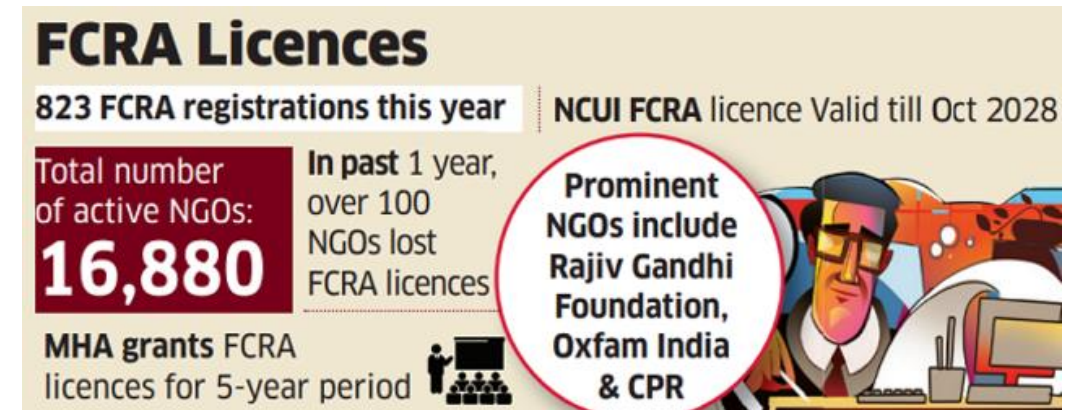 FCRA Licences
823 FCRA registrations this year
NCUI FCRA licence Valid till Oct 2028
Total number
of active NGOs:
16,880
In past 1 year,
over 100
NGOs lost
FCRA licences
Prominent
NGOs include
Rajiv Gandhi
Foundation,
Oxfam India
& CPR
MHA grants FCRA
licences for 5-year period